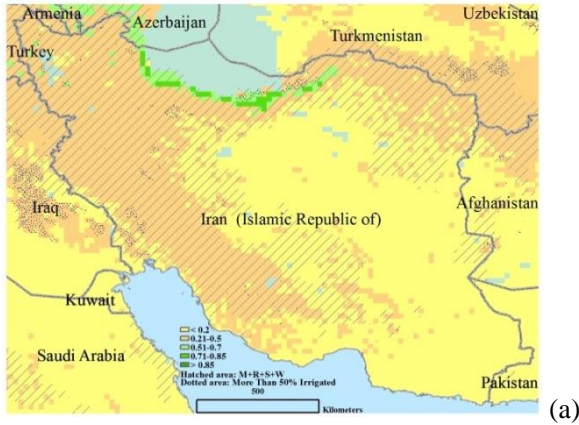 Armenia
Azerbaijan
Uzbekistan
Turkmenistan
Turkey
Iraq
Iran (Islamic Republic of)
Afghanistan
Kuwait
Saudi Arabia
Pakistan
< 0.2
0.21-0.5
0.51-0.7
0.71-0.85
> 0.85
Hatched area: M+R+S+W
Dotted area: More Than 50% Irrigated
500
Kilometers
(a)